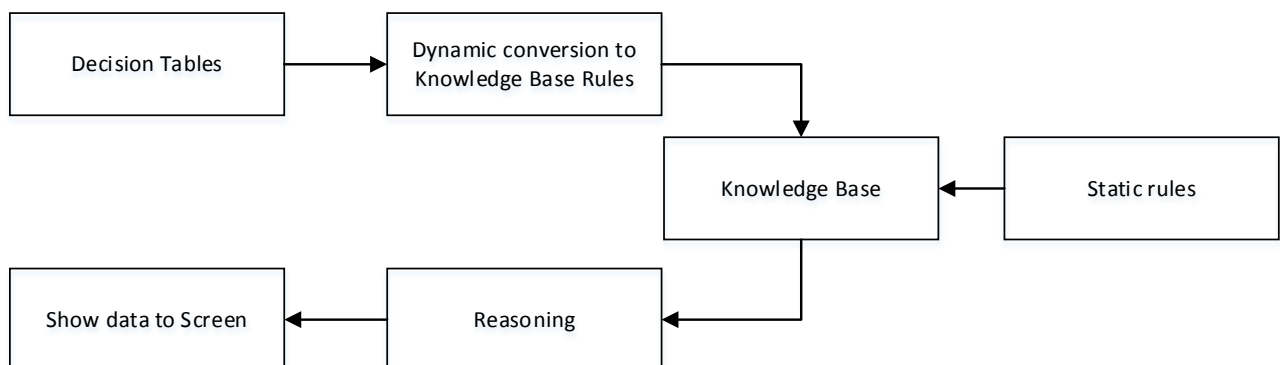 Decision Tables
Dynamic conversion to
Knowledge Base Rules
Knowledge Base
Static rules
Show data to Screen
Reasoning